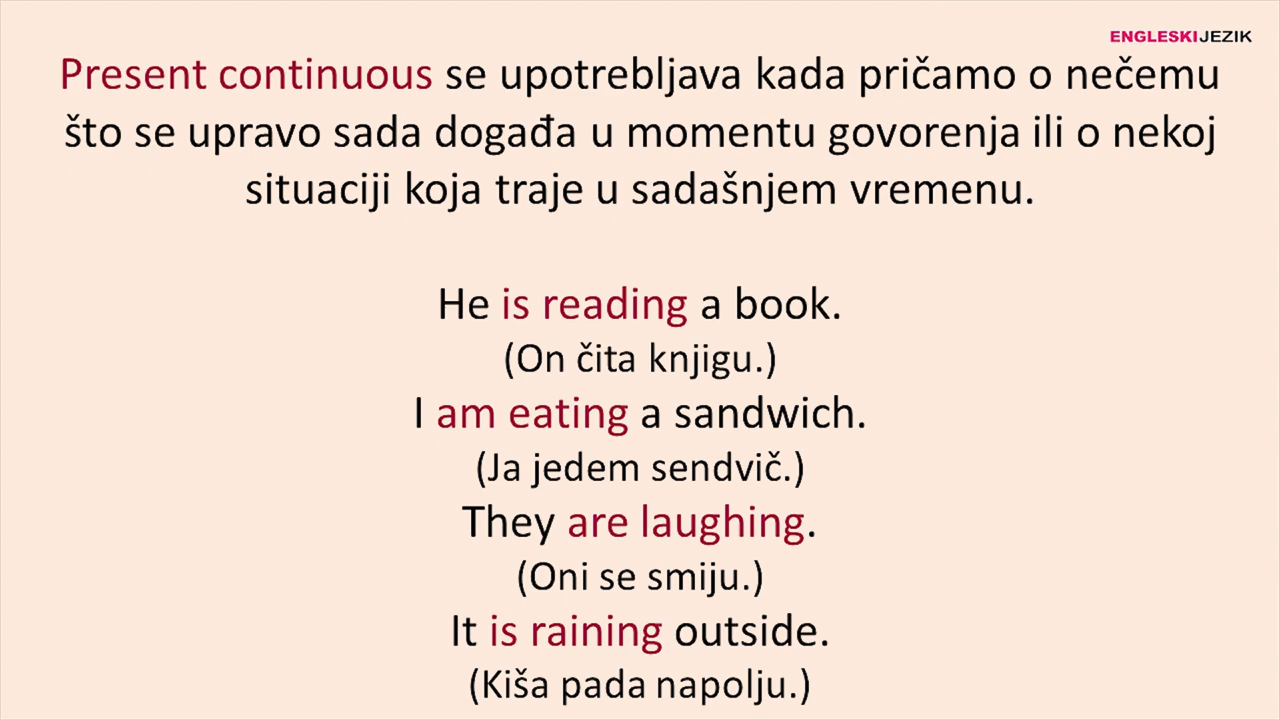 ENGLESKIJEZIK
Present continuous se upotrebljava kada pričamo o nečemu
što se upravo sada događa u momentu govorenja ili o nekoj
situaciji koja traje u sadašnjem vremenu.
He is reading a book.
(On čita knjigu.)
I am eating a sandwich.
(Ja jedem sendvič.)
They are laughing.
(Oni se smiju.)
It is raining outside.
(Kiša pada napolju.)